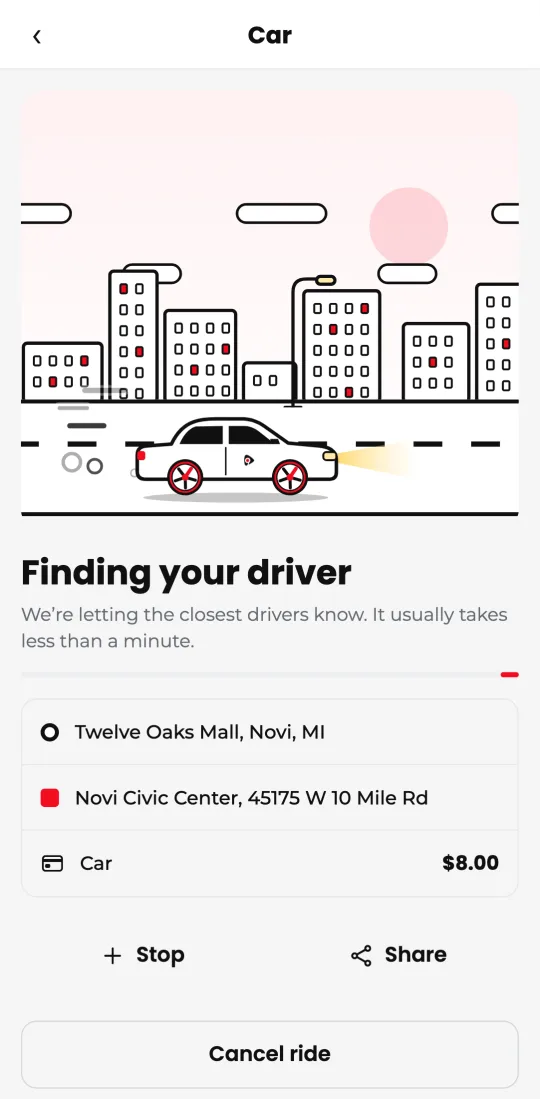 Car
Finding your driver
We’re letting the closest drivers know. It usually takes
less than a minute.
Twelve Oaks Mall, Novi, MI
Novi Civic Center, 45175 W 10 Mile Rd
Car $8.00
Stop Share
Cancel ride